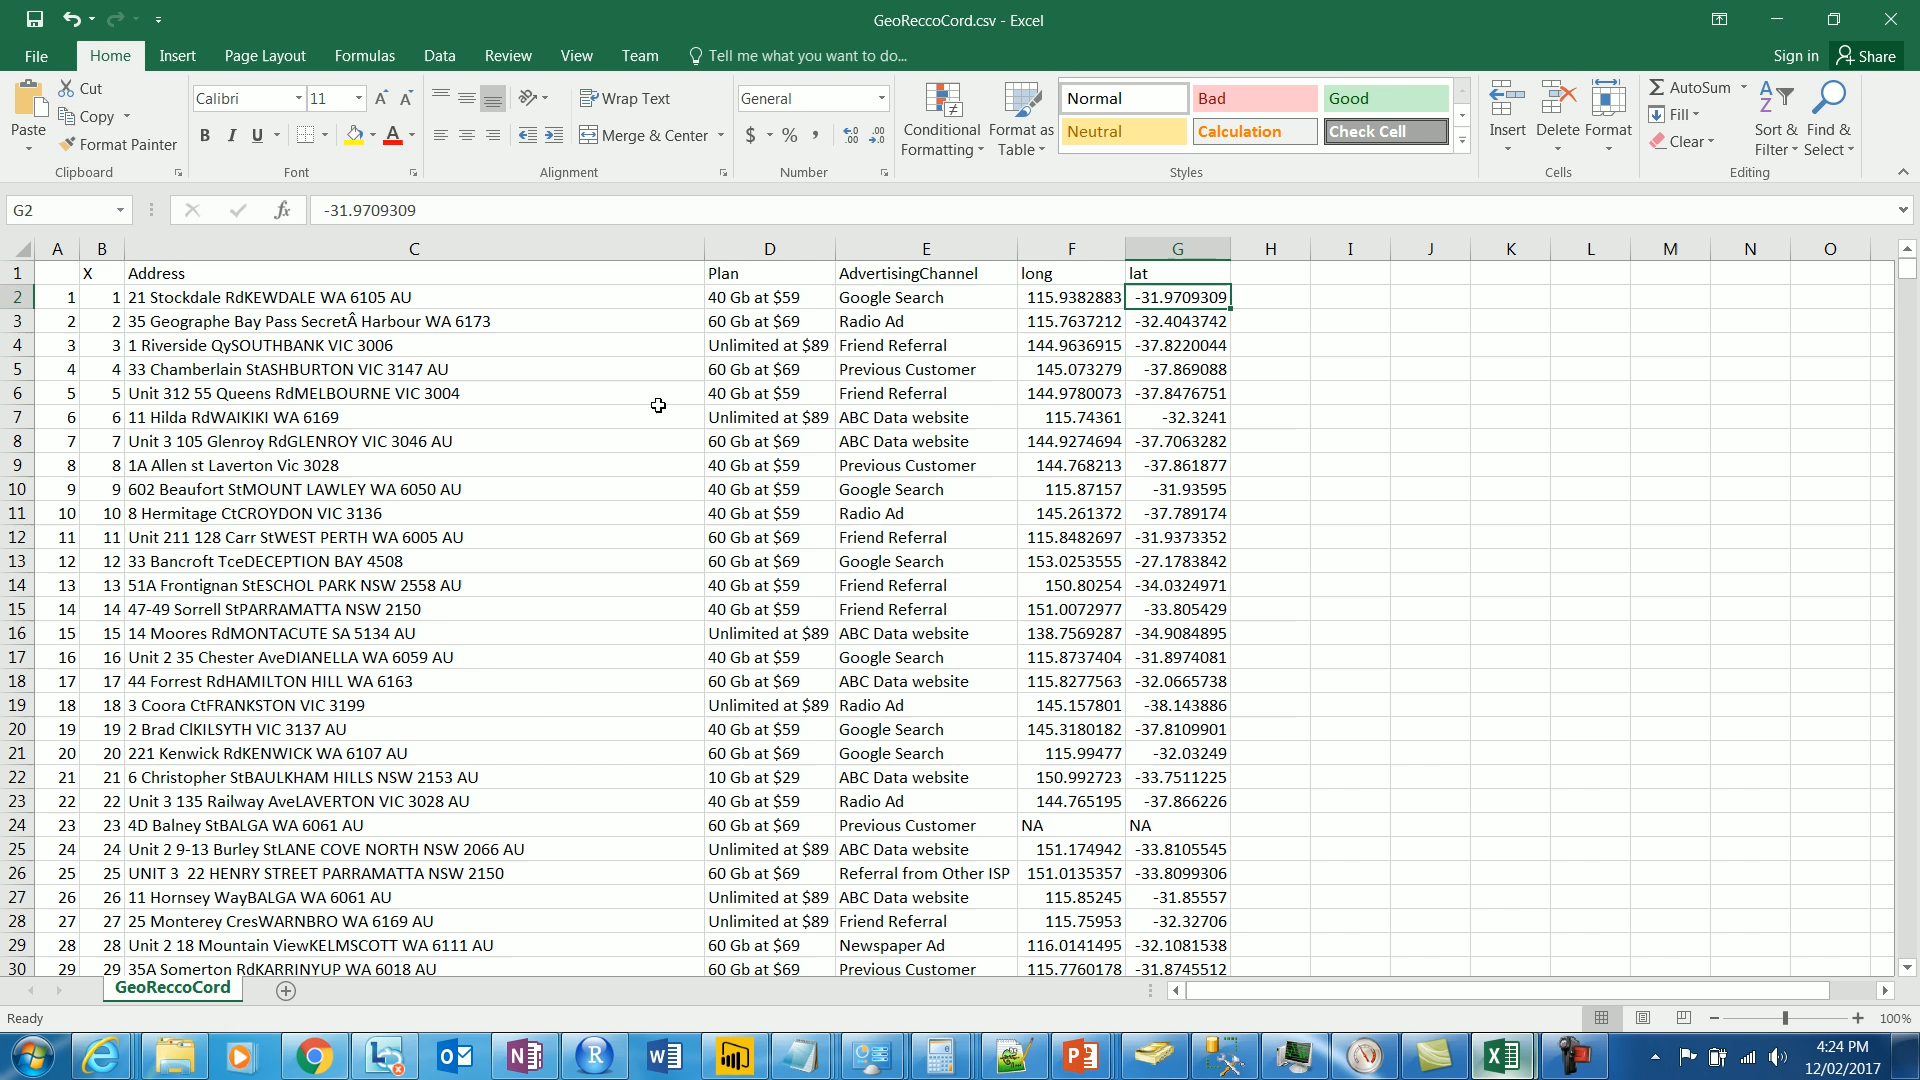 GeoReccoCord.csv - Excel
File Home Insert Page Layout Formulas Data Review View Team Tell me what you want to do... Sign in Share
Paste Cut Copy Format Painter Clipboard
Calibri 11 A A B I U A Font
Wrap Text Merge & Center Alignment
General $ % , Number
Conditional Formatting Format as Table Normal Bad Good Neutral Calculation Check Cell Styles
Insert Delete Format Cells
AutoSum Fill Clear Sort & Filter Find & Select Editing
G2 fx -31.9709309
A B C D E F G H I J K L M N O
1 X Address Plan AdvertisingChannel long lat
2 1 1 21 Stockdale RdKEWDALE WA 6105 AU 40 Gb at $59 Google Search 115.9382883 -31.9709309
3 2 2 35 Geographe Bay Pass SecretÂ Harbour WA 6173 60 Gb at $69 Radio Ad 115.7637212 -32.4043742
4 3 3 1 Riverside QySOUTHBANK VIC 3006 Unlimited at $89 Friend Referral 144.9636915 -37.8220044
5 4 4 33 Chamberlain StASHBURTON VIC 3147 AU 60 Gb at $69 Previous Customer 145.073279 -37.869088
6 5 5 Unit 312 55 Queens RdMELBOURNE VIC 3004 40 Gb at $59 Friend Referral 144.9780073 -37.8476751
7 6 6 11 Hilda RdWAIKIKI WA 6169 Unlimited at $89 ABC Data website 115.74361 -32.3241
8 7 7 Unit 3 105 Glenroy RdGLENROY VIC 3046 AU 60 Gb at $69 ABC Data website 144.9274694 -37.7063282
9 8 8 1A Allen st Laverton Vic 3028 40 Gb at $59 Previous Customer 144.768213 -37.861877
10 9 9 602 Beaufort StMOUNT LAWLEY WA 6050 AU 40 Gb at $59 Google Search 115.87157 -31.93595
11 10 10 8 Hermitage CtCROYDON VIC 3136 40 Gb at $59 Radio Ad 145.261372 -37.789174
12 11 11 Unit 211 128 Carr StWEST PERTH WA 6005 AU 60 Gb at $69 Friend Referral 115.8482697 -31.9373352
13 12 12 33 Bancroft TceDECEPTION BAY 4508 60 Gb at $69 Google Search 153.0253555 -27.1783842
14 13 13 51A Frontignan StESCHOL PARK NSW 2558 AU 40 Gb at $59 Friend Referral 150.80254 -34.0324971
15 14 14 47-49 Sorrell StPARRAMATTA NSW 2150 40 Gb at $59 Friend Referral 151.0072977 -33.805429
16 15 15 14 Moores RdMONTACUTE SA 5134 AU Unlimited at $89 ABC Data website 138.7569287 -34.9084895
17 16 16 Unit 2 35 Chester AveDIANELLA WA 6059 AU 40 Gb at $59 Google Search 115.8737404 -31.8974081
18 17 17 44 Forrest RdHAMILTON HILL WA 6163 60 Gb at $69 ABC Data website 115.8277563 -32.0665738
19 18 18 3 Coora CtFRANKSTON VIC 3199 Unlimited at $89 Radio Ad 145.157801 -38.143886
20 19 19 2 Brad ClKILSYTH VIC 3137 AU 40 Gb at $59 Google Search 145.3180182 -37.8109901
21 20 20 221 Kenwick RdKENWICK WA 6107 AU 60 Gb at $69 Google Search 115.99477 -32.03249
22 21 21 6 Christopher StBAULKHAM HILLS NSW 2153 AU 10 Gb at $29 ABC Data website 150.992723 -33.7511225
23 22 22 Unit 3 135 Railway AveLAVERTON VIC 3028 AU 40 Gb at $59 Radio Ad 144.765195 -37.866226
24 23 23 4D Balney StBALGA WA 6061 AU 60 Gb at $69 Previous Customer NA NA
25 24 24 Unit 2 9-13 Burley StLANE COVE NORTH NSW 2066 AU Unlimited at $89 ABC Data website 151.174942 -33.8105545
26 25 25 UNIT 3 22 HENRY STREET PARRAMATTA NSW 2150 60 Gb at $69 Referral from Other ISP 151.0135357 -33.8099306
27 26 26 11 Hornsey WayBALGA WA 6061 AU Unlimited at $89 ABC Data website 115.85245 -31.85557
28 27 27 25 Monterey CresWARNBRO WA 6169 AU Unlimited at $89 Friend Referral 115.75953 -32.32706
29 28 28 Unit 2 18 Mountain ViewKELMSCOTT WA 6111 AU 60 Gb at $69 Newspaper Ad 116.0141495 -32.1081538
30 29 29 35A Somerton RdKARRINYUP WA 6018 AU 60 Gb at $69 Previous Customer 115.7760178 -31.8745512
GeoReccoCord
Ready 100%
4:24 PM
12/02/2017